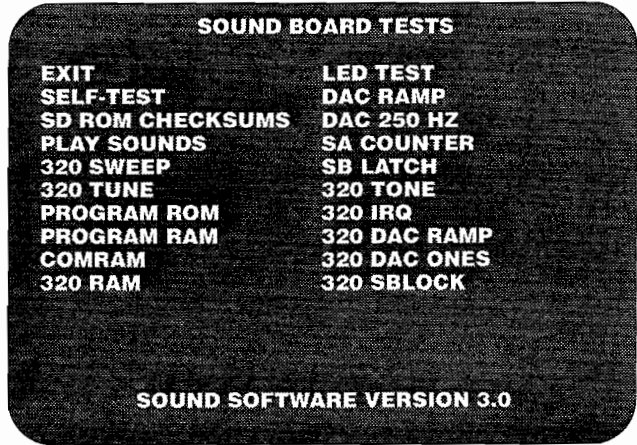 SOUND BOARD TESTS
EXIT
SELF-TEST
SD ROM CHECKSUMS
PLAY SOUNDS
320 SWEEP
320 TUNE
PROGRAM ROM
PROGRAM RAM
COMRAM
320 RAM
LED TEST
DAC RAMP
DAC 250 HZ
SA COUNTER
SB LATCH
320 TONE
320 IRQ
320 DAC RAMP
320 DAC ONES
320 SBLOCK
SOUND SOFTWARE VERSION 3.0